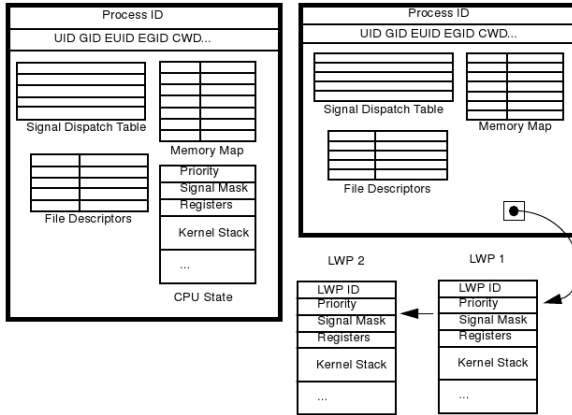 Process ID
UID GID EUID EGID CWD...
Signal Dispatch Table
Memory Map
File Descriptors
Priority
Signal Mask
Registers
Kernel Stack
...
CPU State
Process ID
UID GID EUID EGID CWD...
Signal Dispatch Table
Memory Map
File Descriptors
LWP 2
LWP ID
Priority
Signal Mask
Registers
Kernel Stack
...
LWP 1
LWP ID
Priority
Signal Mask
Registers
Kernel Stack
...